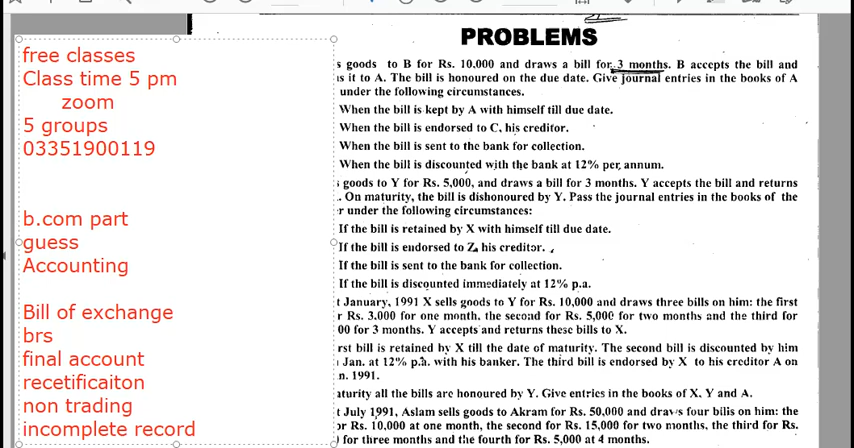 PROBLEMS
free classes
Class time 5 pm
zoom
5 groups
03351900119
b.com part
guess
Accounting
Bill of exchange
brs
final account
recetificaiton
non trading
incomplete record
s goods to B for Rs. 10,000 and draws a bill for 3 months. B accepts the bill and
is it to A. The bill is honoured on the due date. Give journal entries in the books of A
under the following circumstances.
When the bill is kept by A with himself till due date.
When the bill is endorsed to C, his creditor.
When the bill is sent to the bank for collection.
When the bill is discounted with the bank at 12% per annum.
goods to Y for Rs. 5,000, and draws a bill for 3 months. Y accepts the bill and returns
. On maturity, the bill is dishonoured by Y. Pass the journal entries in the books of the
r under the following circumstances:
If the bill is retained by X with himself till due date.
If the bill is endorsed to Z, his creditor.
If the bill is sent to the bank for collection.
If the bill is discounted immediately at 12% p.a.
t January, 1991 X sells goods to Y for Rs. 10,000 and draws three bills on him: the first
r Rs. 3,000 for one month, the second for Rs. 5,000 for two months and the third for
00 for 3 months. Y accepts and returns these bills to X.
rst bill is retained by X till the date of maturity. The second bill is discounted by him
Jan. at 12% p.a. with his banker. The third bill is endorsed by X to his creditor A on
n. 1991.
aturity all the bills are honoured by Y. Give entries in the books of X, Y and A.
t July 1991, Aslam sells goods to Akram for Rs. 50,000 and draws four bills on him: the
or Rs. 10,000 at one month, the second for Rs. 15,000 for two months, the third for Rs.
for three months and the fourth for Rs. 5,000 at 4 months.